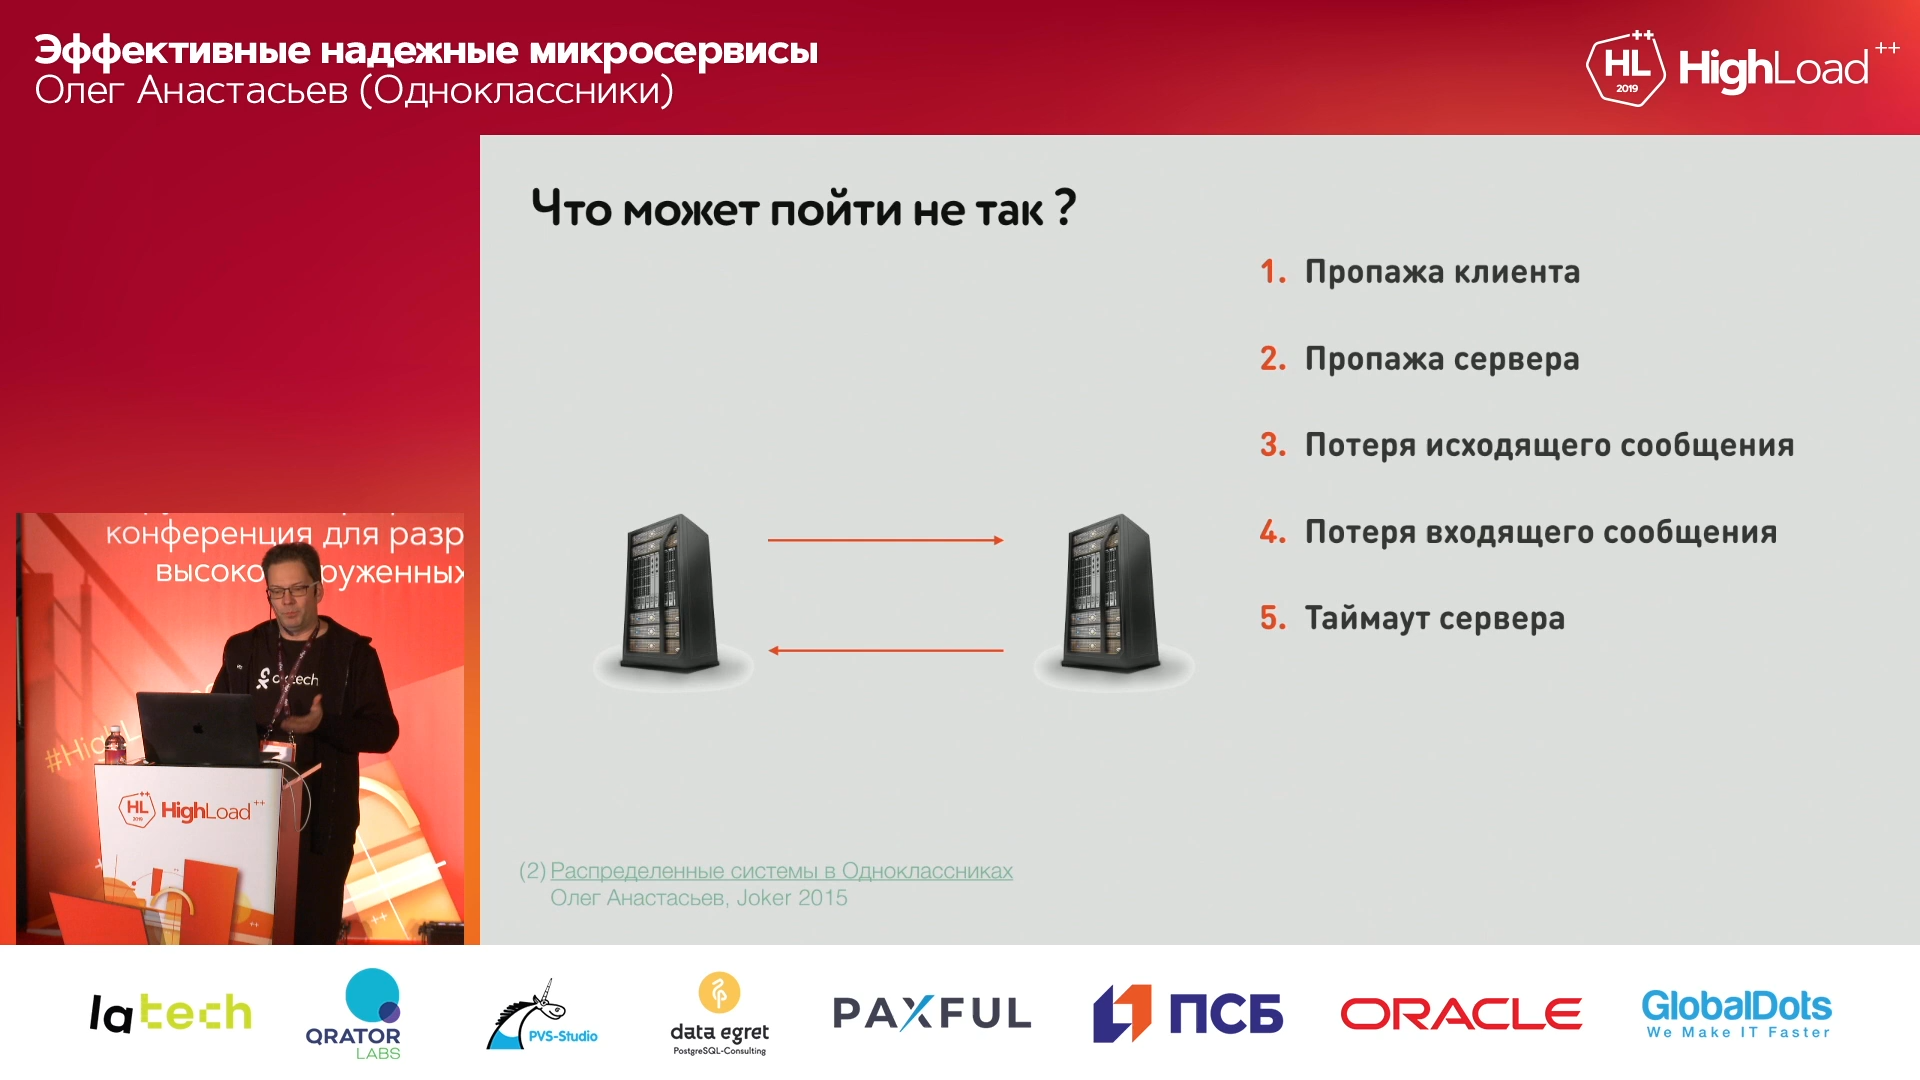 Эффективные надежные микросервисы
Олег Анастасьев (Одноклассники)
HL++
2019
HighLoad++
Что может пойти не так ?
1. Пропажа клиента
2. Пропажа сервера
3. Потеря исходящего сообщения
4. Потеря входящего сообщения
5. Таймаут сервера
(2) Распределенные системы в Одноклассниках
Олег Анастасьев, Joker 2015
конференция для разр
HL++
2019
HighLoad++
latech
QRATOR
LABS
PVS-Studio
data egret
PostgreSQL-Consulting
PAXFUL
ПСБ
ORACLE
GlobalDots
We Make IT Faster